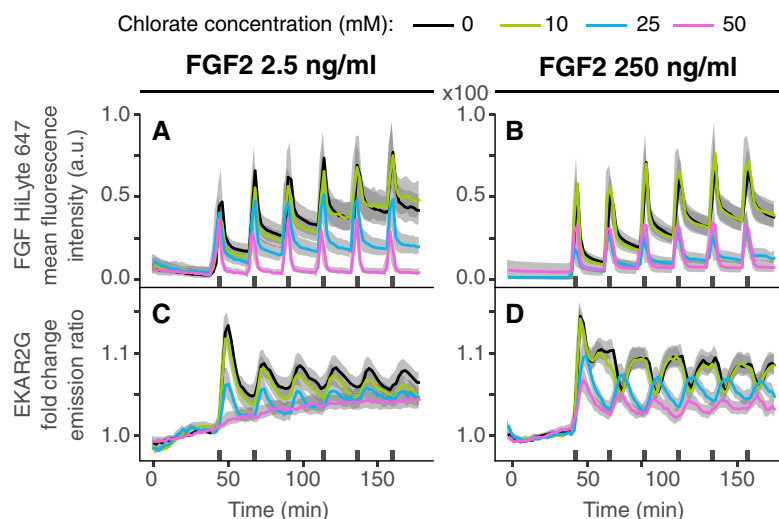 Chlorate concentration (mM): 0 10 25 50
FGF2 2.5 ng/ml FGF2 250 ng/ml
x100
FGF HiLyte 647
mean fluorescence
intensity (a.u.)
1.0
0.5
0.0
A
1.0
0.5
0.0
B
EKAR2G
fold change
emission ratio
1.1
1.0
C
1.1
1.0
D
0 50 100 150
Time (min)
0 50 100 150
Time (min)